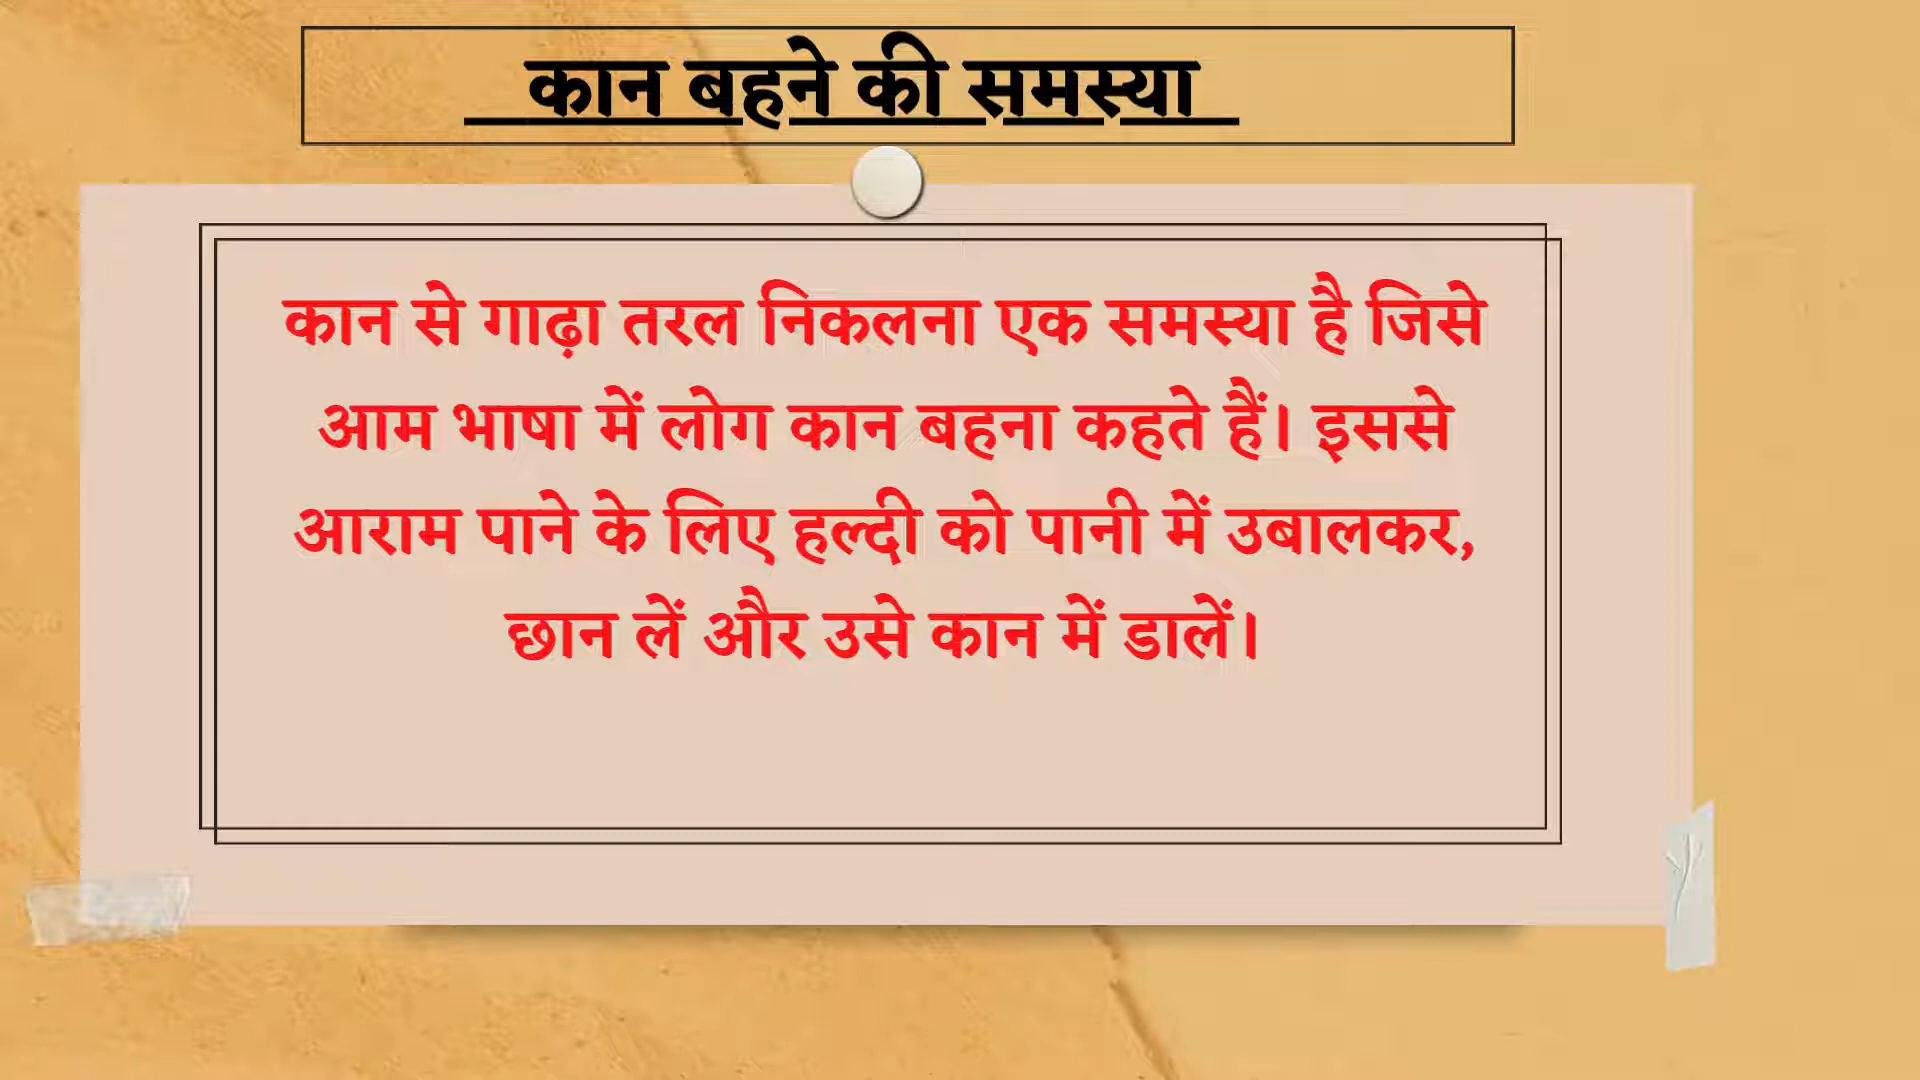 कान बहने की समस्या
कान से गाढ़ा तरल निकलना एक समस्या है जिसे
आम भाषा में लोग कान बहना कहते हैं। इससे
आराम पाने के लिए हल्दी को पानी में उबालकर,
छान लें और उसे कान में डालें।